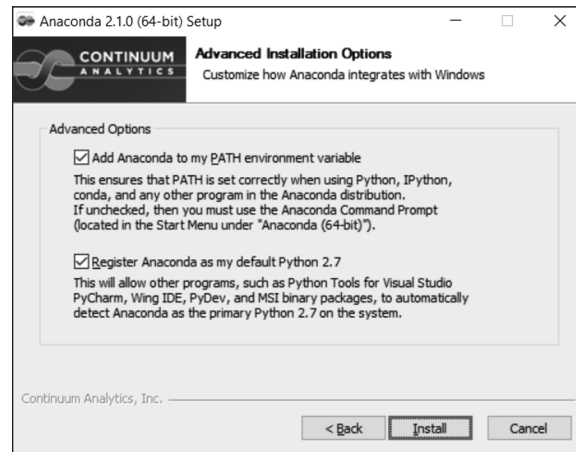 Anaconda 2.1.0 (64-bit) Setup
CONTINUUM
ANALYTICS
Advanced Installation Options
Customize how Anaconda integrates with Windows
Advanced Options
Add Anaconda to my PATH environment variable
This ensures that PATH is set correctly when using Python, IPython,
conda, and any other program in the Anaconda distribution.
If unchecked, then you must use the Anaconda Command Prompt
(located in the Start Menu under "Anaconda (64-bit)").
Register Anaconda as my default Python 2.7
This will allow other programs, such as Python Tools for Visual Studio
PyCharm, Wing IDE, PyDev, and MSI binary packages, to automatically
detect Anaconda as the primary Python 2.7 on the system.
Continuum Analytics, Inc.
< Back
Install
Cancel